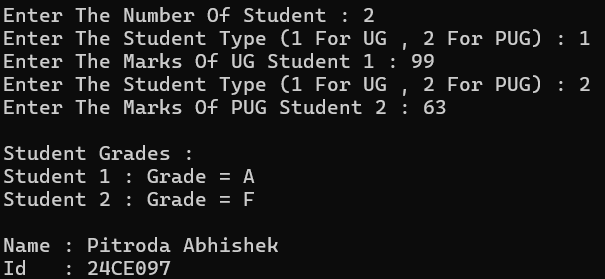 Enter The Number Of Student : 2
Enter The Student Type (1 For UG , 2 For PUG) : 1
Enter The Marks Of UG Student 1 : 99
Enter The Student Type (1 For UG , 2 For PUG) : 2
Enter The Marks Of PUG Student 2 : 63
Student Grades :
Student 1 : Grade = A
Student 2 : Grade = F
Name : Pitroda Abhishek
Id   : 24CE097